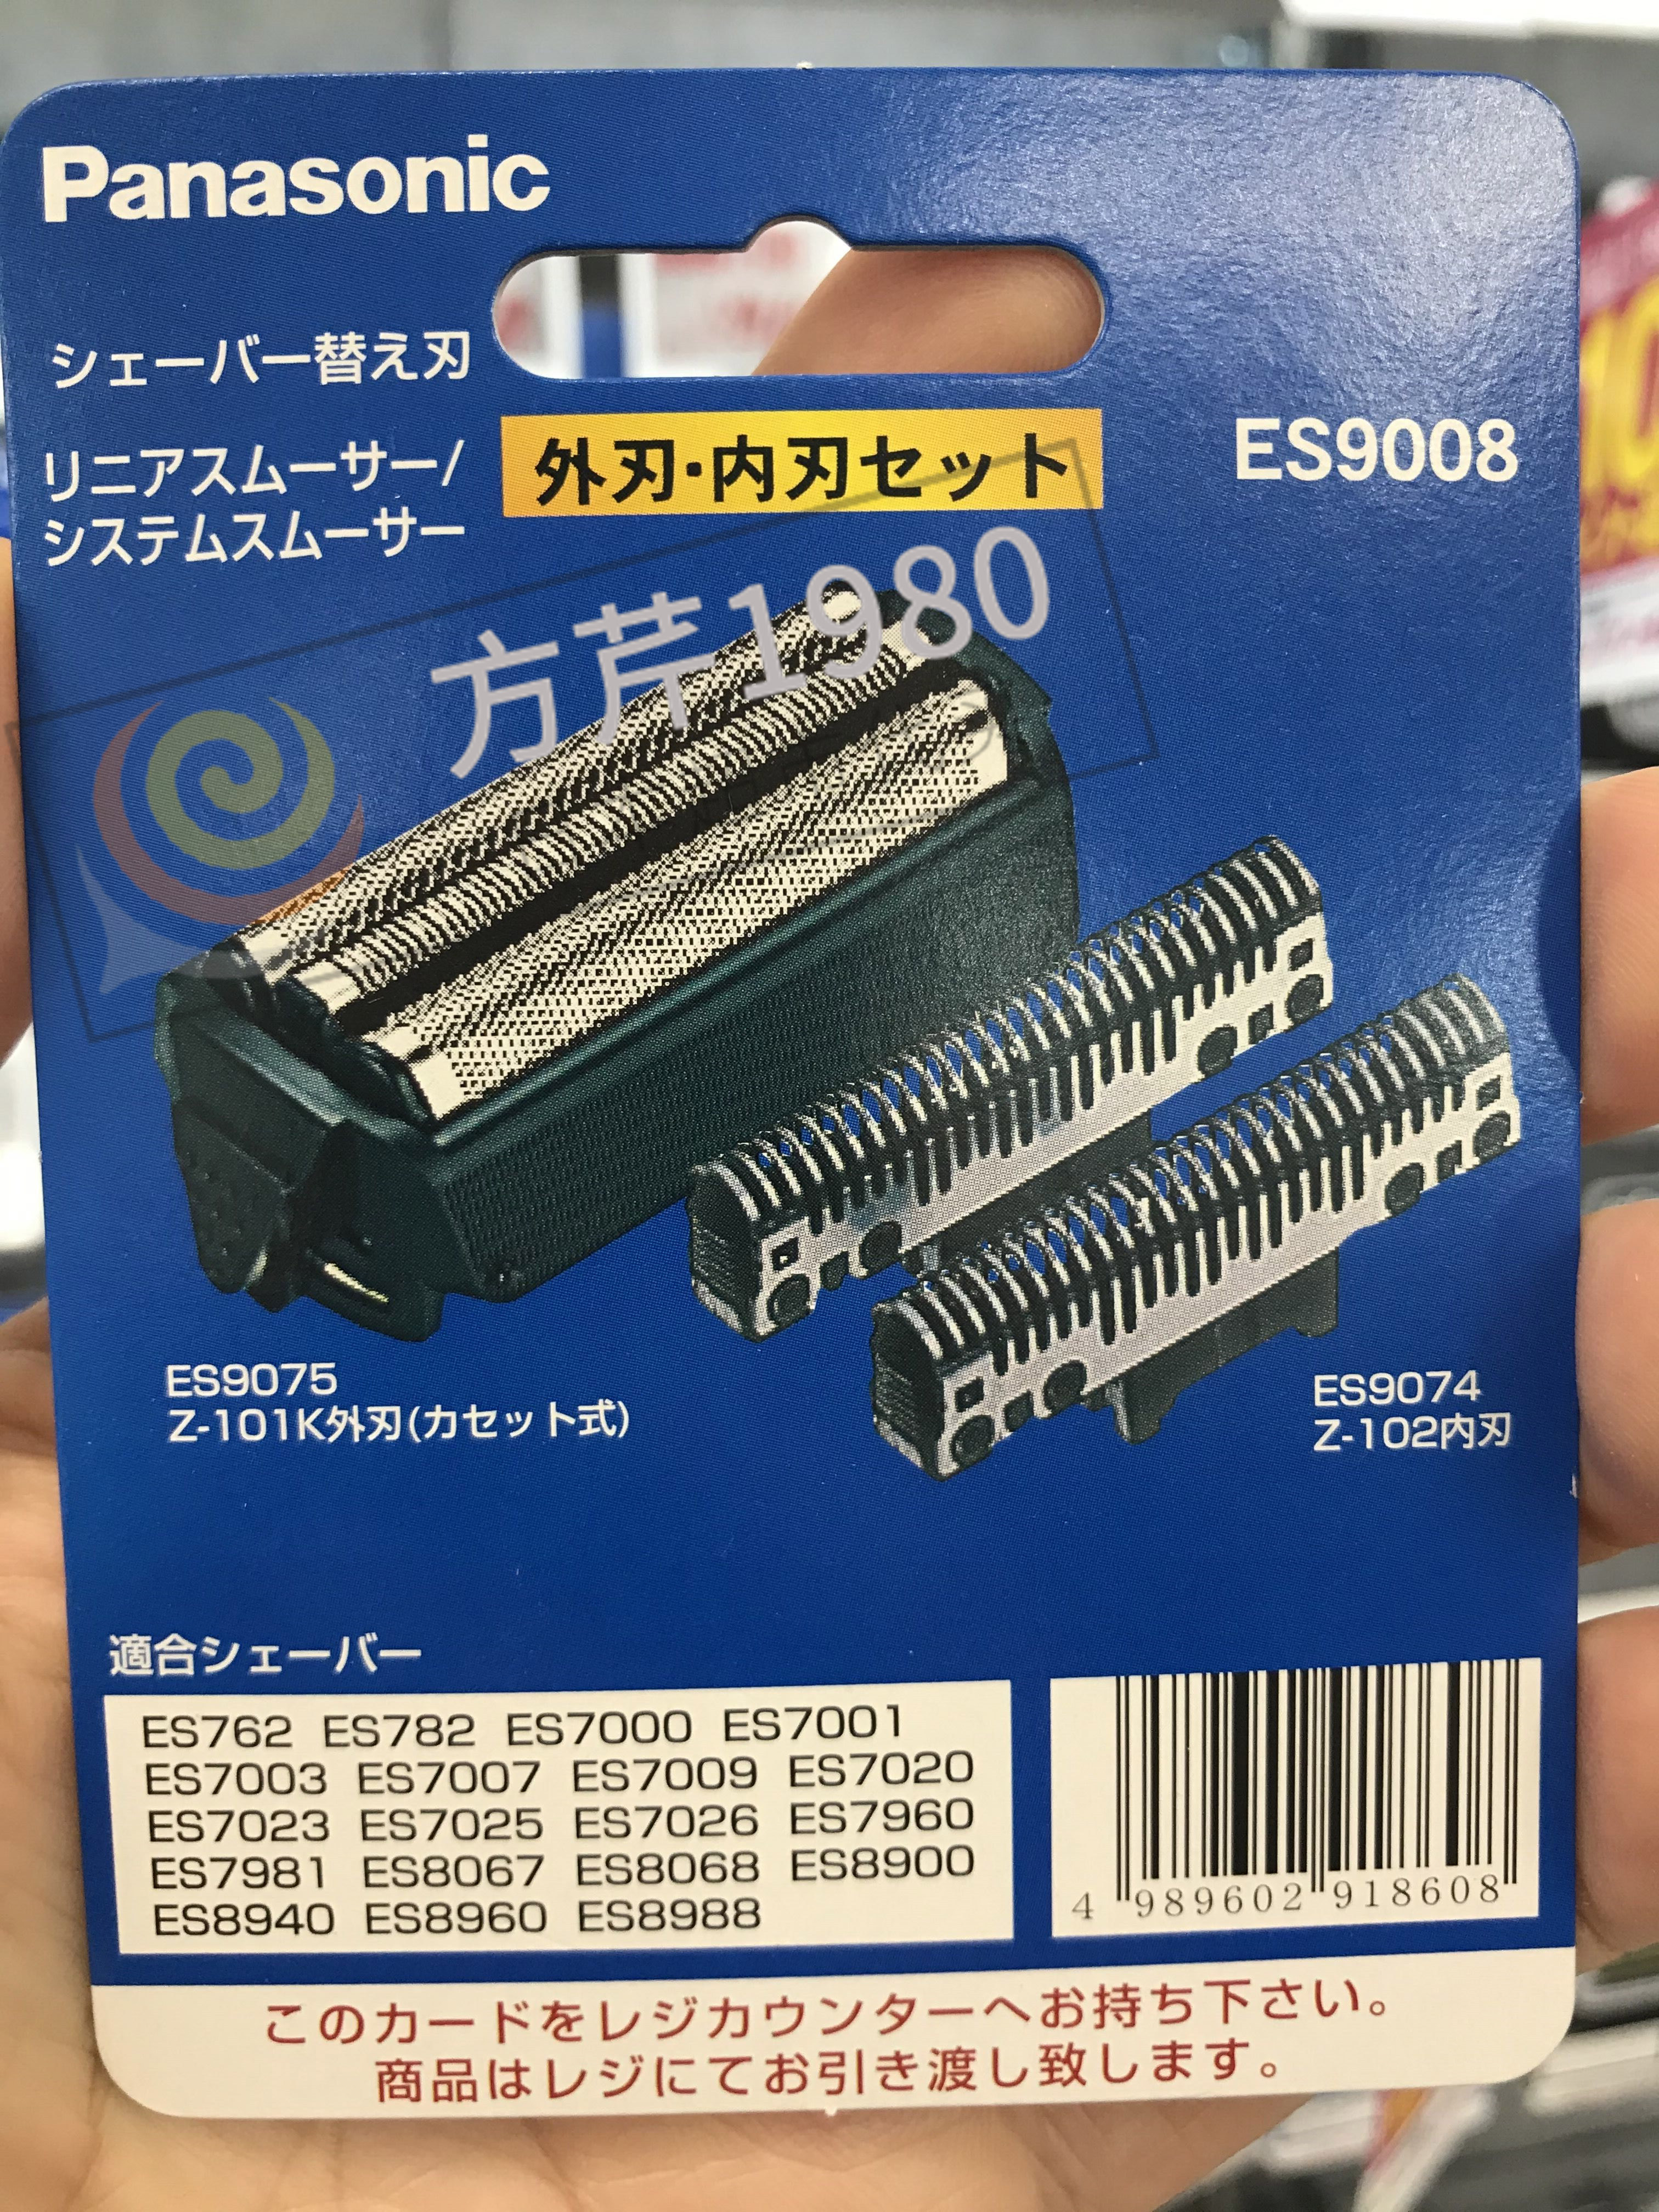 Panasonic
シェーバー替え刃
リニアスムーサー/
システムスムーサー
外刃・内刃セット
ES9008
方芹1980
ES9075
Z-101K外刃(カセット式)
ES9074
Z-102内刃
適合シェーバー
ES762 ES782 ES7000 ES7001
ES7003 ES7007 ES7009 ES7020
ES7023 ES7025 ES7026 ES7960
ES7981 ES8067 ES8068 ES8900
ES8940 ES8960 ES8988
4 989602 918608
このカードをレジカウンターへお持ち下さい。
商品はレジにてお引き渡し致します。